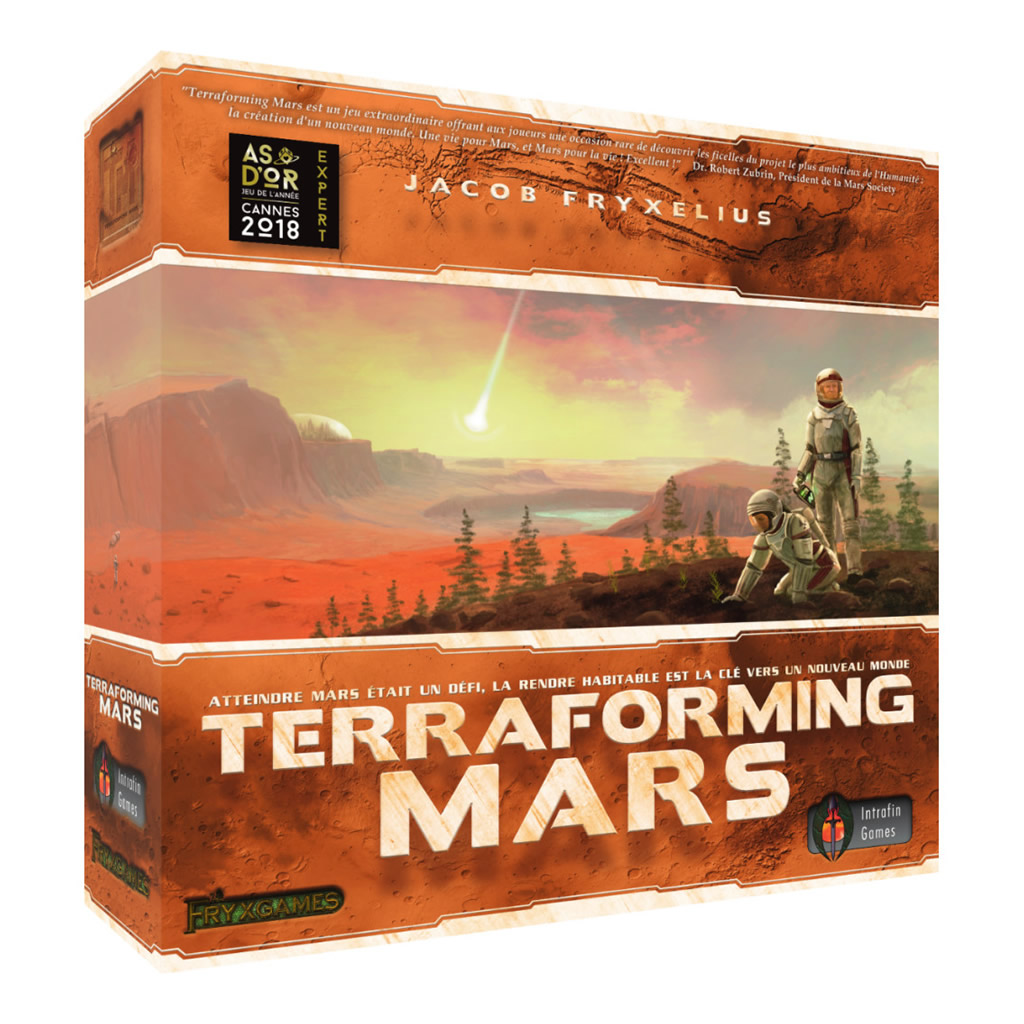 "Terraforming Mars est un jeu extraordinaire offrant aux joueurs une occasion rare de découvrir les ficelles du projet le plus ambitieux de l'Humanité :
la création d'un nouveau monde. Une vie pour Mars, et Mars pour la vie ! Excellent !"
Dr. Robert Zubrin, Président de la Mars Society
AS
D'OR
JEU DE L'ANNÉE
CANNES
2018
EXPERT
JACOB FRYXELIUS
ATTEINDRE MARS ÉTAIT UN DÉFI, LA RENDRE HABITABLE EST LA CLÉ VERS UN NOUVEAU MONDE
TERRAFORMING
MARS
Intrafin
Games
FRYXGAMES
TERRAFORMING
MARS
Intrafin
Games
FRYXGAMES